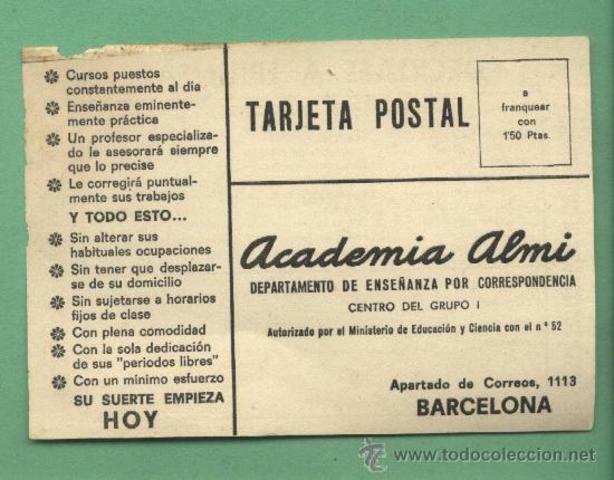 Cursos puestos
constantemente al día
Enseñanza eminente-
mente práctica
Un profesor especializa-
do le asesorará siempre
que lo precise
Le corregirá puntual-
mente sus trabajos
Y TODO ESTO...
Sin alterar sus
habituales ocupaciones
Sin tener que desplazar-
se de su domicilio
Sin sujetarse a horarios
fijos de clase
Con plena comodidad
Con la sola dedicación
de sus "periodos libres"
Con un mínimo esfuerzo
SU SUERTE EMPIEZA
HOY
TARJETA POSTAL
a
franquear
con
1'50 Ptas.
Academia Almi
DEPARTAMENTO DE ENSEÑANZA POR CORRESPONDENCIA
CENTRO DEL GRUPO I
Autorizado por el Ministerio de Educación y Ciencia con el n° 52
Apartado de Correos, 1113
BARCELONA
todocoleccion
www.todocoleccion.net